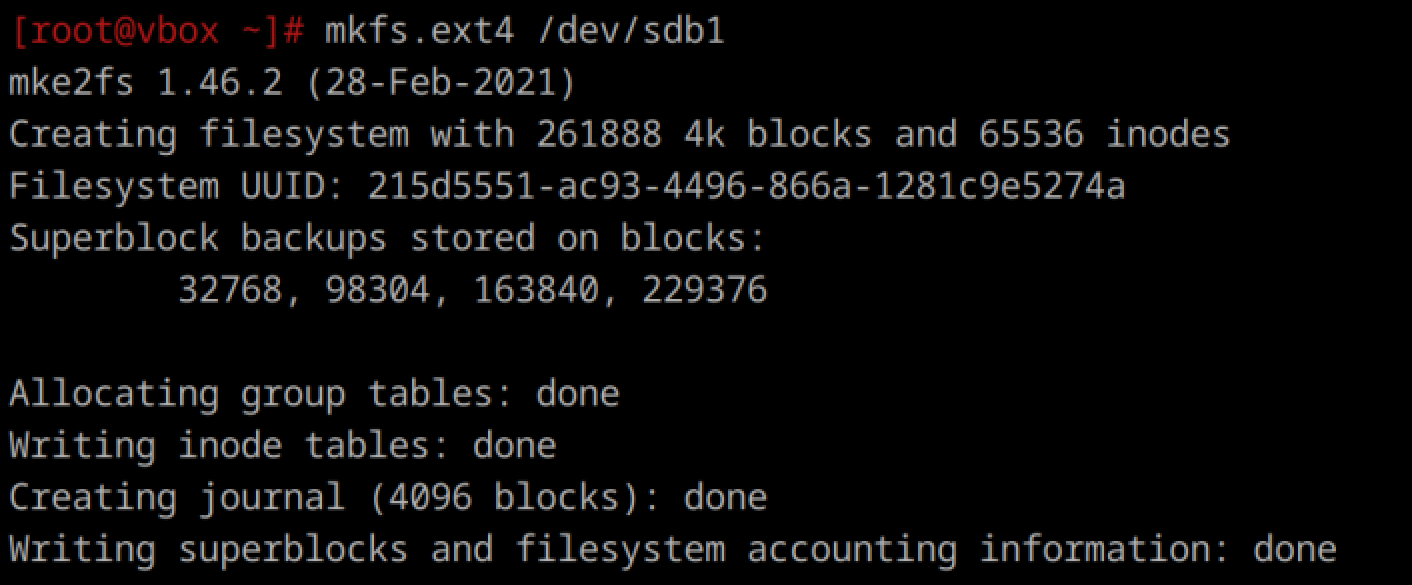 [root@vbox ~]# mkfs.ext4 /dev/sdb1
mke2fs 1.46.2 (28-Feb-2021)
Creating filesystem with 261888 4k blocks and 65536 inodes
Filesystem UUID: 215d5551-ac93-4496-866a-1281c9e5274a
Superblock backups stored on blocks:
        32768, 98304, 163840, 229376

Allocating group tables: done
Writing inode tables: done
Creating journal (4096 blocks): done
Writing superblocks and filesystem accounting information: done